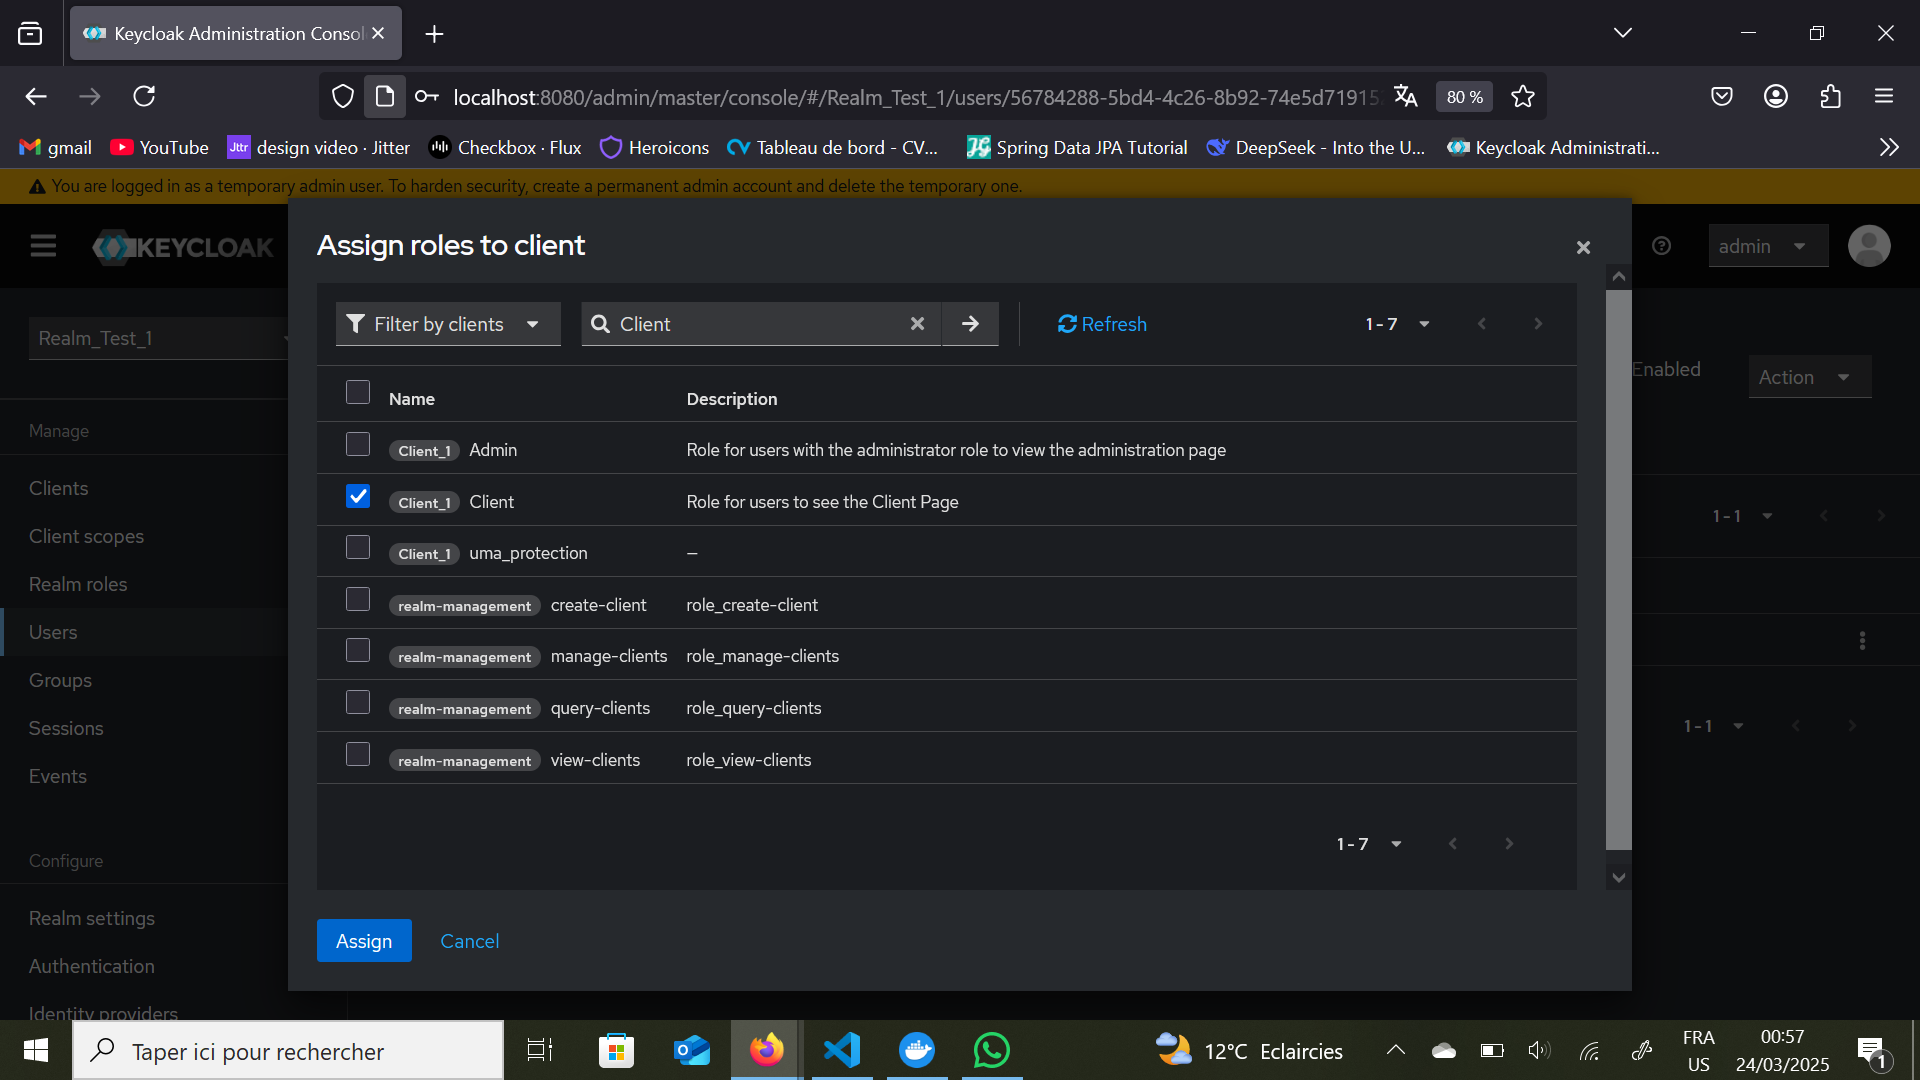 Keycloak Administration Consol
localhost:8080/admin/master/console/#/Realm_Test_1/users/56784288-5bd4-4c26-8b92-74e5d71915
80 %
gmail YouTube Jttr design video · Jitter Checkbox · Flux Heroicons Tableau de bord - CV... Spring Data JPA Tutorial DeepSeek - Into the U... Keycloak Administrati...
You are logged in as a temporary admin user. To harden security, create a permanent admin account and delete the temporary one.
KEYCLOAK
admin
Assign roles to client
Realm_Test_1
Filter by clients
Client
Refresh
1 - 7
Enabled
Action
Name Description
Manage
Client_1 Admin Role for users with the administrator role to view the administration page
Clients
Client_1 Client Role for users to see the Client Page
1 - 1
Client scopes
Client_1 uma_protection –
Realm roles
realm-management create-client role_create-client
Users
realm-management manage-clients role_manage-clients
Groups
realm-management query-clients role_query-clients
Sessions
1 - 1
realm-management view-clients role_view-clients
Events
1 - 7
Configure
Realm settings
Assign
Cancel
Authentication
Identity providers
Taper ici pour rechercher
12°C Eclaircies
FRA
US
00:57
24/03/2025
1